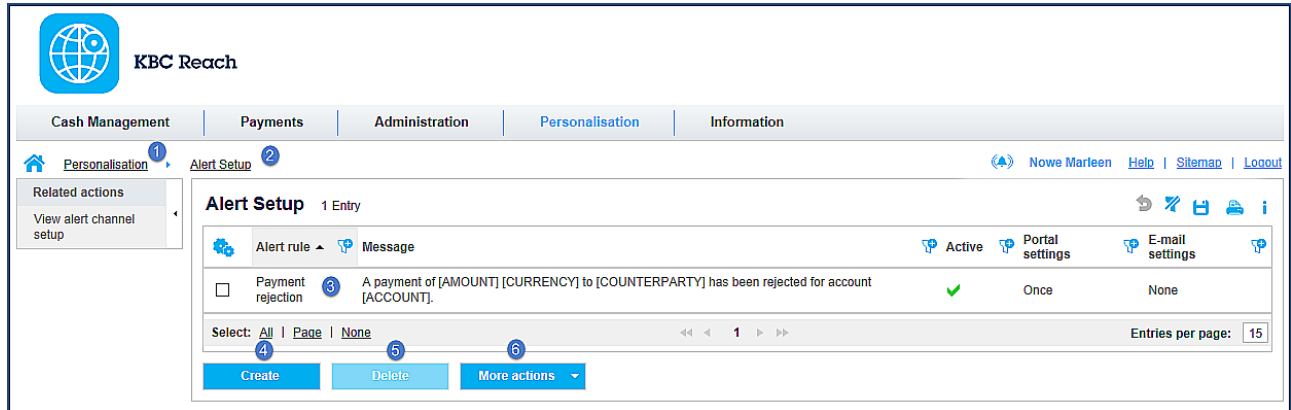 KBC Reach
Cash Management Payments Administration Personalisation Information
Personalisation 1 Alert Setup 2 Nowe Marleen Help | Sitemap | Logout
Related actions
View alert channel
setup
Alert Setup 1 Entry
Alert rule Message Active Portal settings E-mail settings
Payment rejection 3 A payment of [AMOUNT] [CURRENCY] to [COUNTERPARTY] has been rejected for account
[ACCOUNT]. Once None
Select: All | Page | None 1 Entries per page: 15
4 5 6
Create Delete More actions